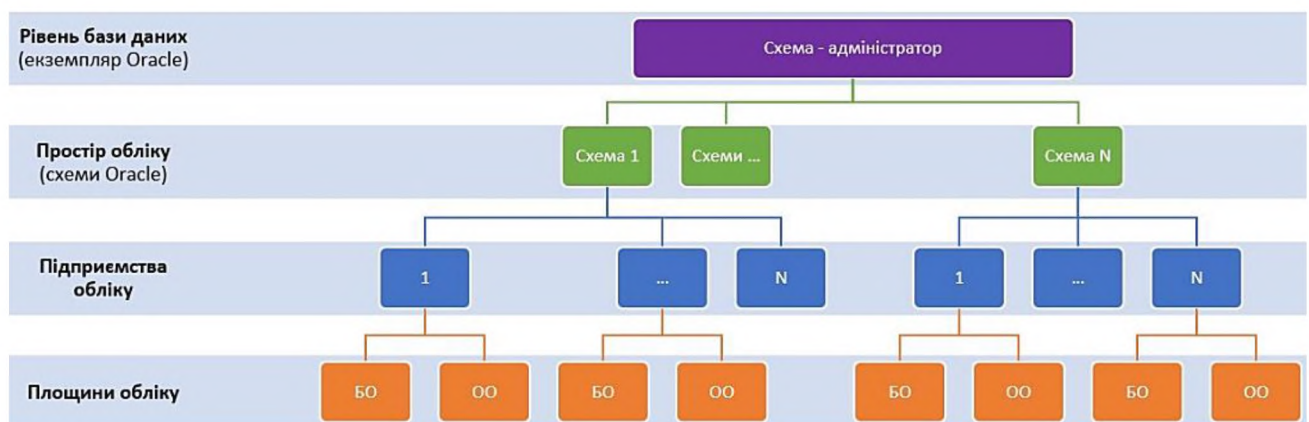 Рівень бази даних
(екземпляр Oracle)
Схема - адміністратор
Простір обліку
(схеми Oracle)
Схема 1
Схеми ...
Схема N
Підприємства
обліку
1
...
N
1
...
N
Площини обліку
БО
ОО
БО
ОО
БО
ОО
БО
ОО